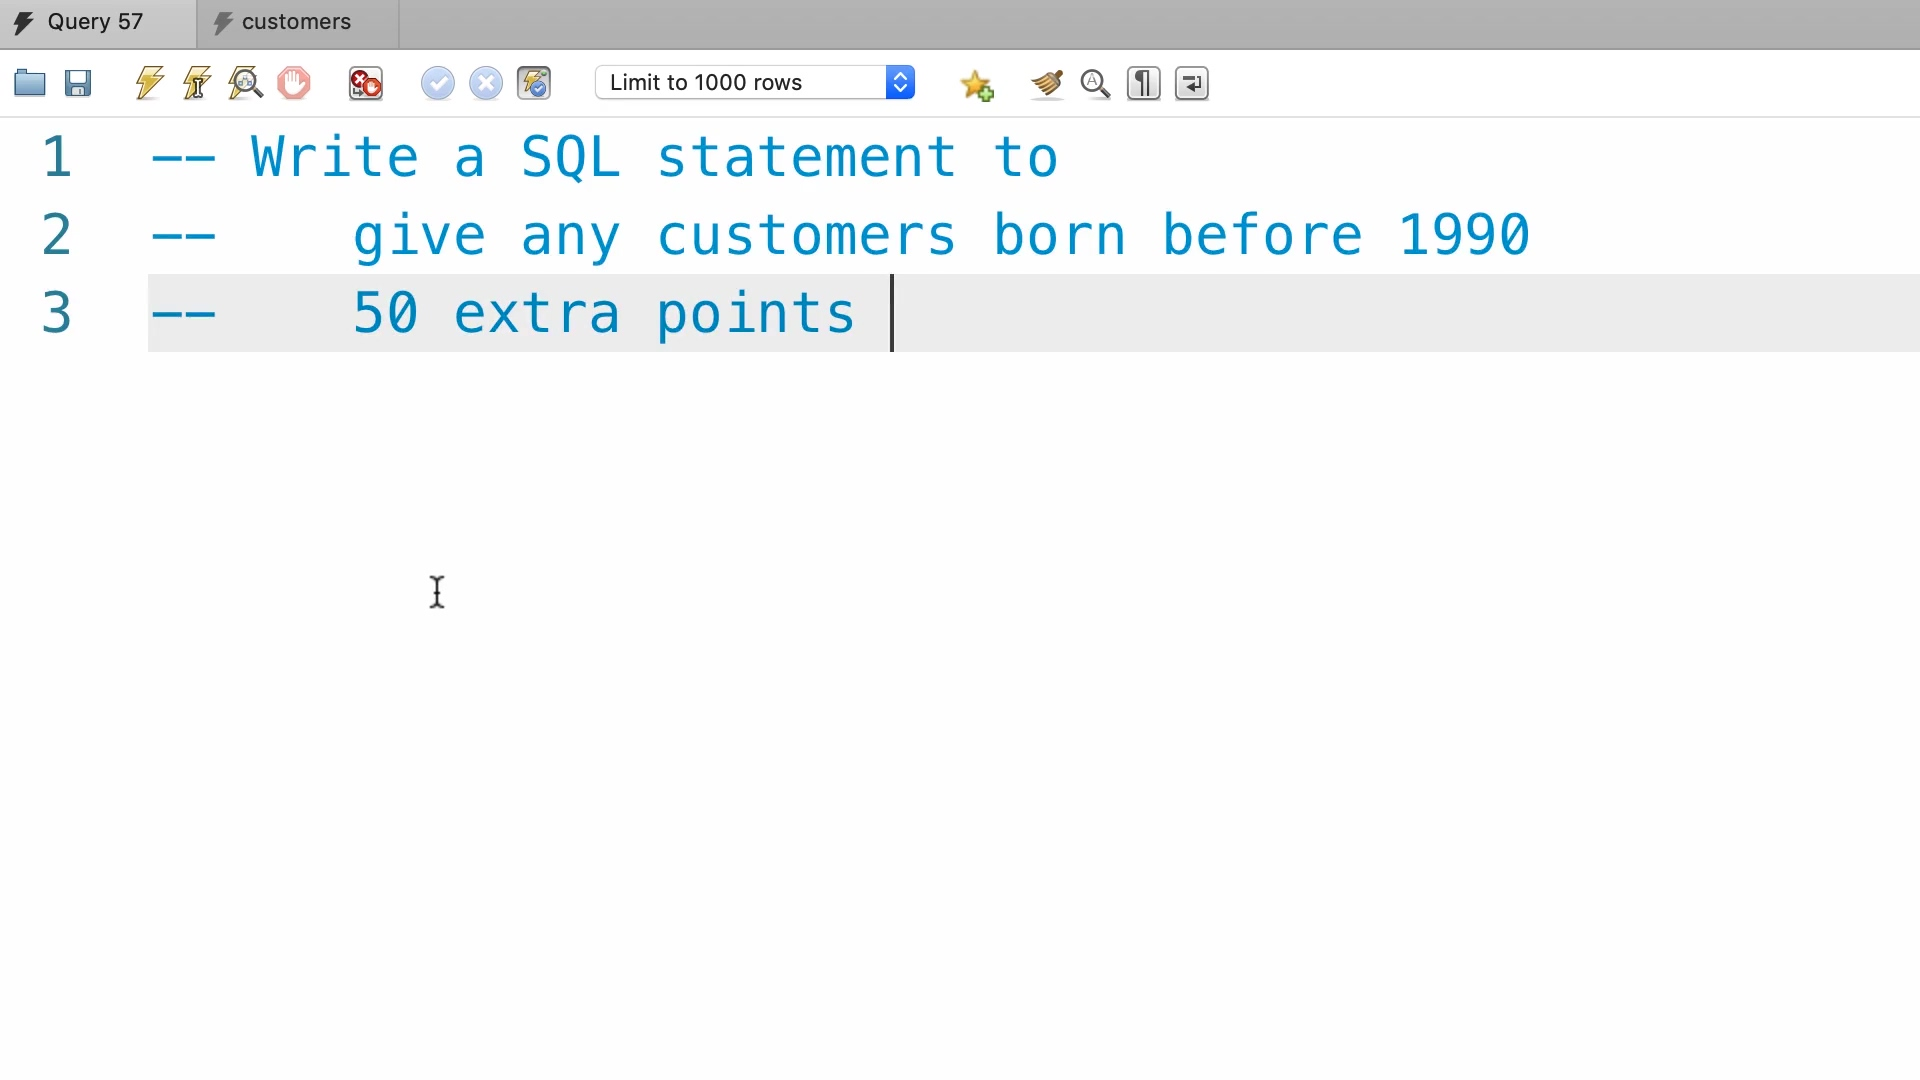 Query 57
customers
Limit to 1000 rows
1 -- Write a SQL statement to
2 -- give any customers born before 1990
3 -- 50 extra points